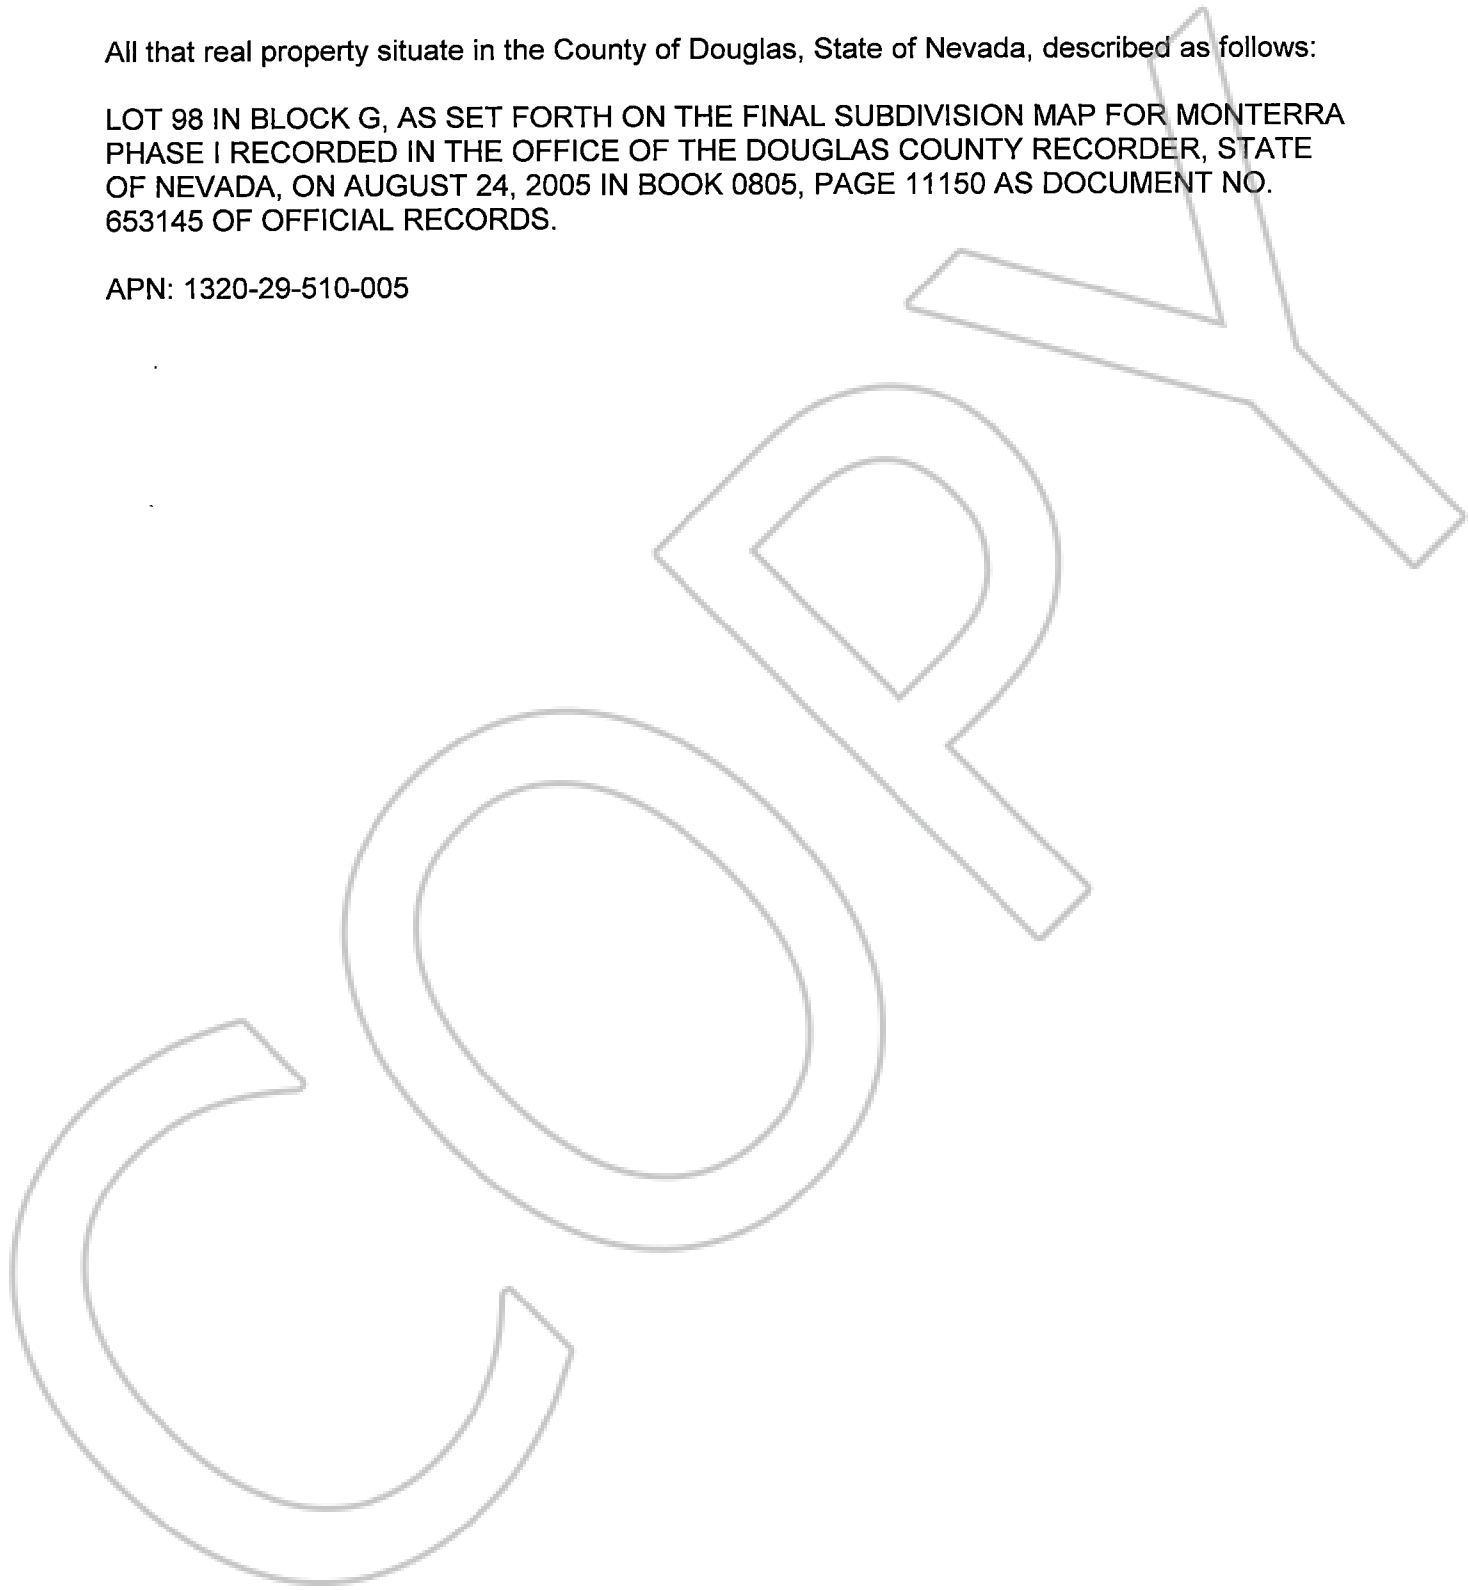 All that real property situate in the County of Douglas, State of Nevada, described as follows:
LOT 98 IN BLOCK G, AS SET FORTH ON THE FINAL SUBDIVISION MAP FOR MONTERRA
PHASE I RECORDED IN THE OFFICE OF THE DOUGLAS COUNTY RECORDER, STATE
OF NEVADA, ON AUGUST 24, 2005 IN BOOK 0805, PAGE 11150 AS DOCUMENT NO.
653145 OF OFFICIAL RECORDS.
APN: 1320-29-510-005
COPY